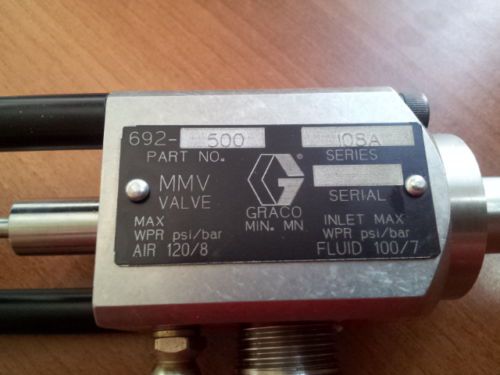 692- 500
PART NO.
10SA
SERIES
MMV
VALVE
GRACO
MIN. MN
SERIAL
MAX
WPR psi/bar
AIR 120/8
INLET MAX
WPR psi/bar
FLUID 100/7